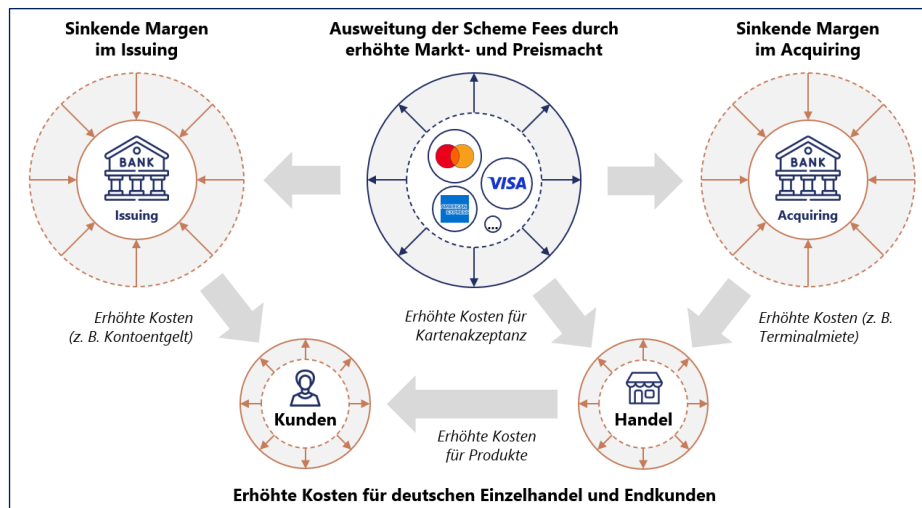 Sinkende Margen
im Issuing
Ausweitung der Scheme Fees durch
erhöhte Markt- und Preismacht
Sinkende Margen
im Acquiring
BANK
Issuing
VISA
AMERICAN
EXPRESS
...
BANK
Acquiring
Erhöhte Kosten
(z. B. Kontoentgelt)
Erhöhte Kosten für
Kartenakzeptanz
Erhöhte Kosten (z. B.
Terminalmiete)
Kunden
Handel
Erhöhte Kosten
für Produkte
Erhöhte Kosten für deutschen Einzelhandel und Endkunden